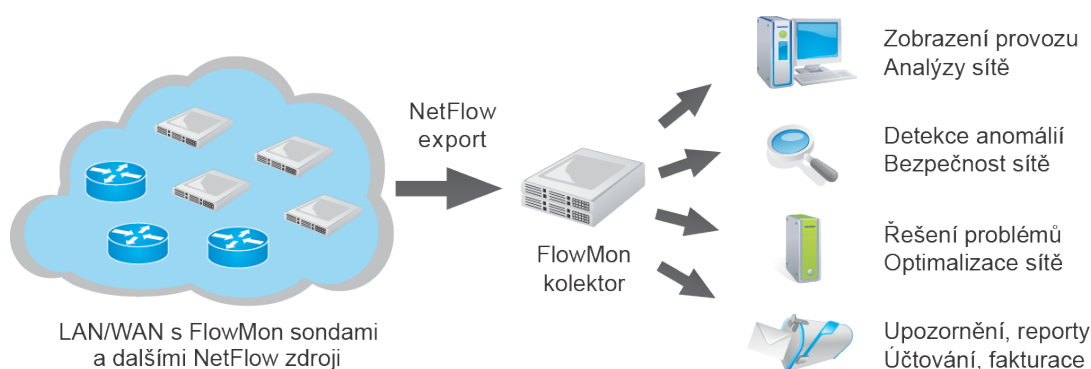 NetFlow
export
LAN/WAN s FlowMon sondami
a dalšími NetFlow zdroji
FlowMon
kolektor
Zobrazení provozu
Analýzy sítě
Detekce anomálií
Bezpečnost sítě
Řešení problémů
Optimalizace sítě
Upozornění, reporty
Účtování, fakturace